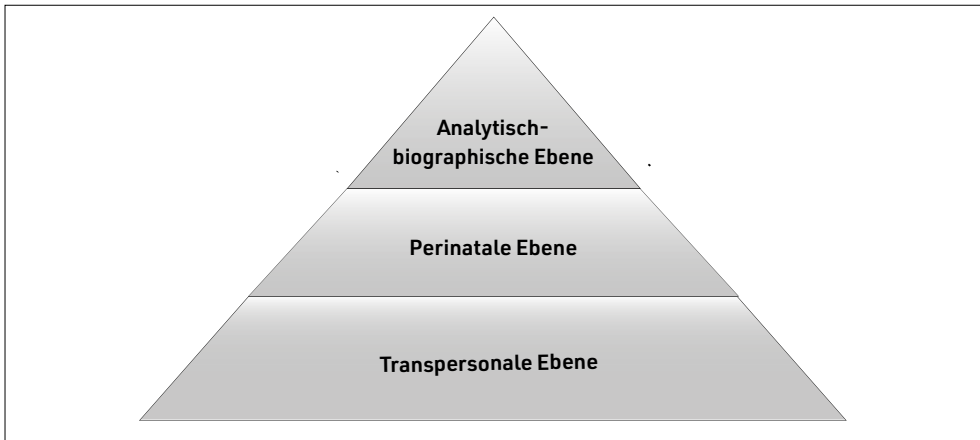 Analytisch-
biographische Ebene
Perinatale Ebene
Transpersonale Ebene